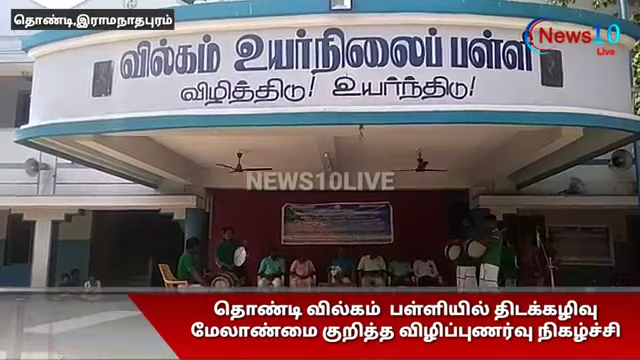 தொண்டி,இராமநாதபுரம்
News10
Live
வில்கம் உயர்நிலைப் பள்ளி
விழித்திடு! உயர்ந்திடு!
NEWS10LIVE
தொண்டி வில்கம் பள்ளியில் திடக்கழிவு
மேலாண்மை குறித்த விழிப்புணர்வு நிகழ்ச்சி